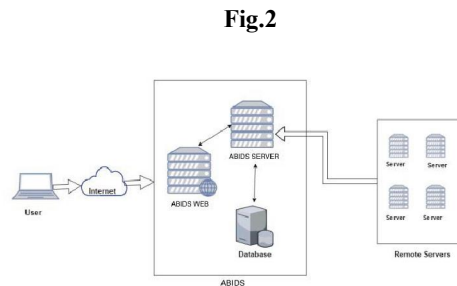 Fig.2
ABIDS SERVER
Server
Server
Internet
ABIDS WEB
User
Server
Server
Database
Remote Servers
ABIDS